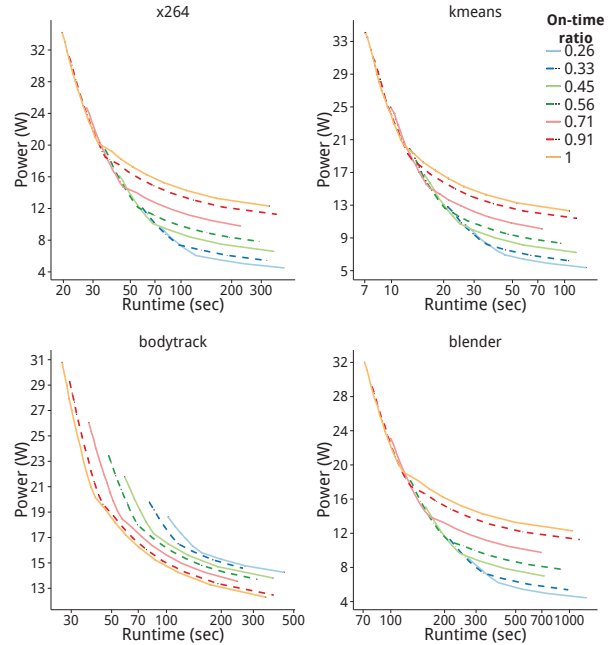 x264
Power (W)
32
28
24
20
16
12
8
4
20 30 50 70 100 200 300
Runtime (sec)
kmeans
Power (W)
33
29
25
21
17
13
9
5
7 10 20 30 50 70 100
Runtime (sec)
On-time
ratio
0.26
0.33
0.45
0.56
0.71
0.91
1
bodytrack
Power (W)
31
29
27
25
23
21
19
17
15
13
30 50 70 100 200 300 500
Runtime (sec)
blender
Power (W)
32
28
24
20
16
12
8
4
70 100 200 300 500 700 1000
Runtime (sec)